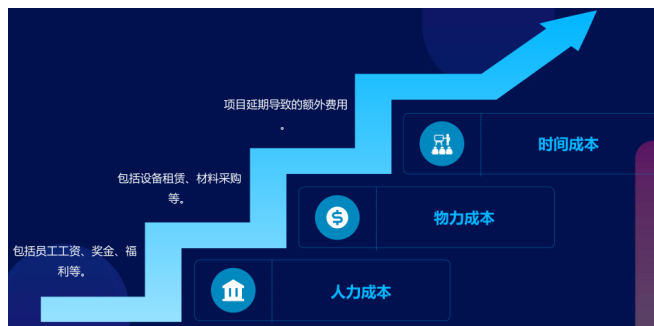 项目延期导致的额外费用
。
时间成本
包括设备租赁、材料采购
等。
物力成本
包括员工工资、奖金、福
利等。
人力成本